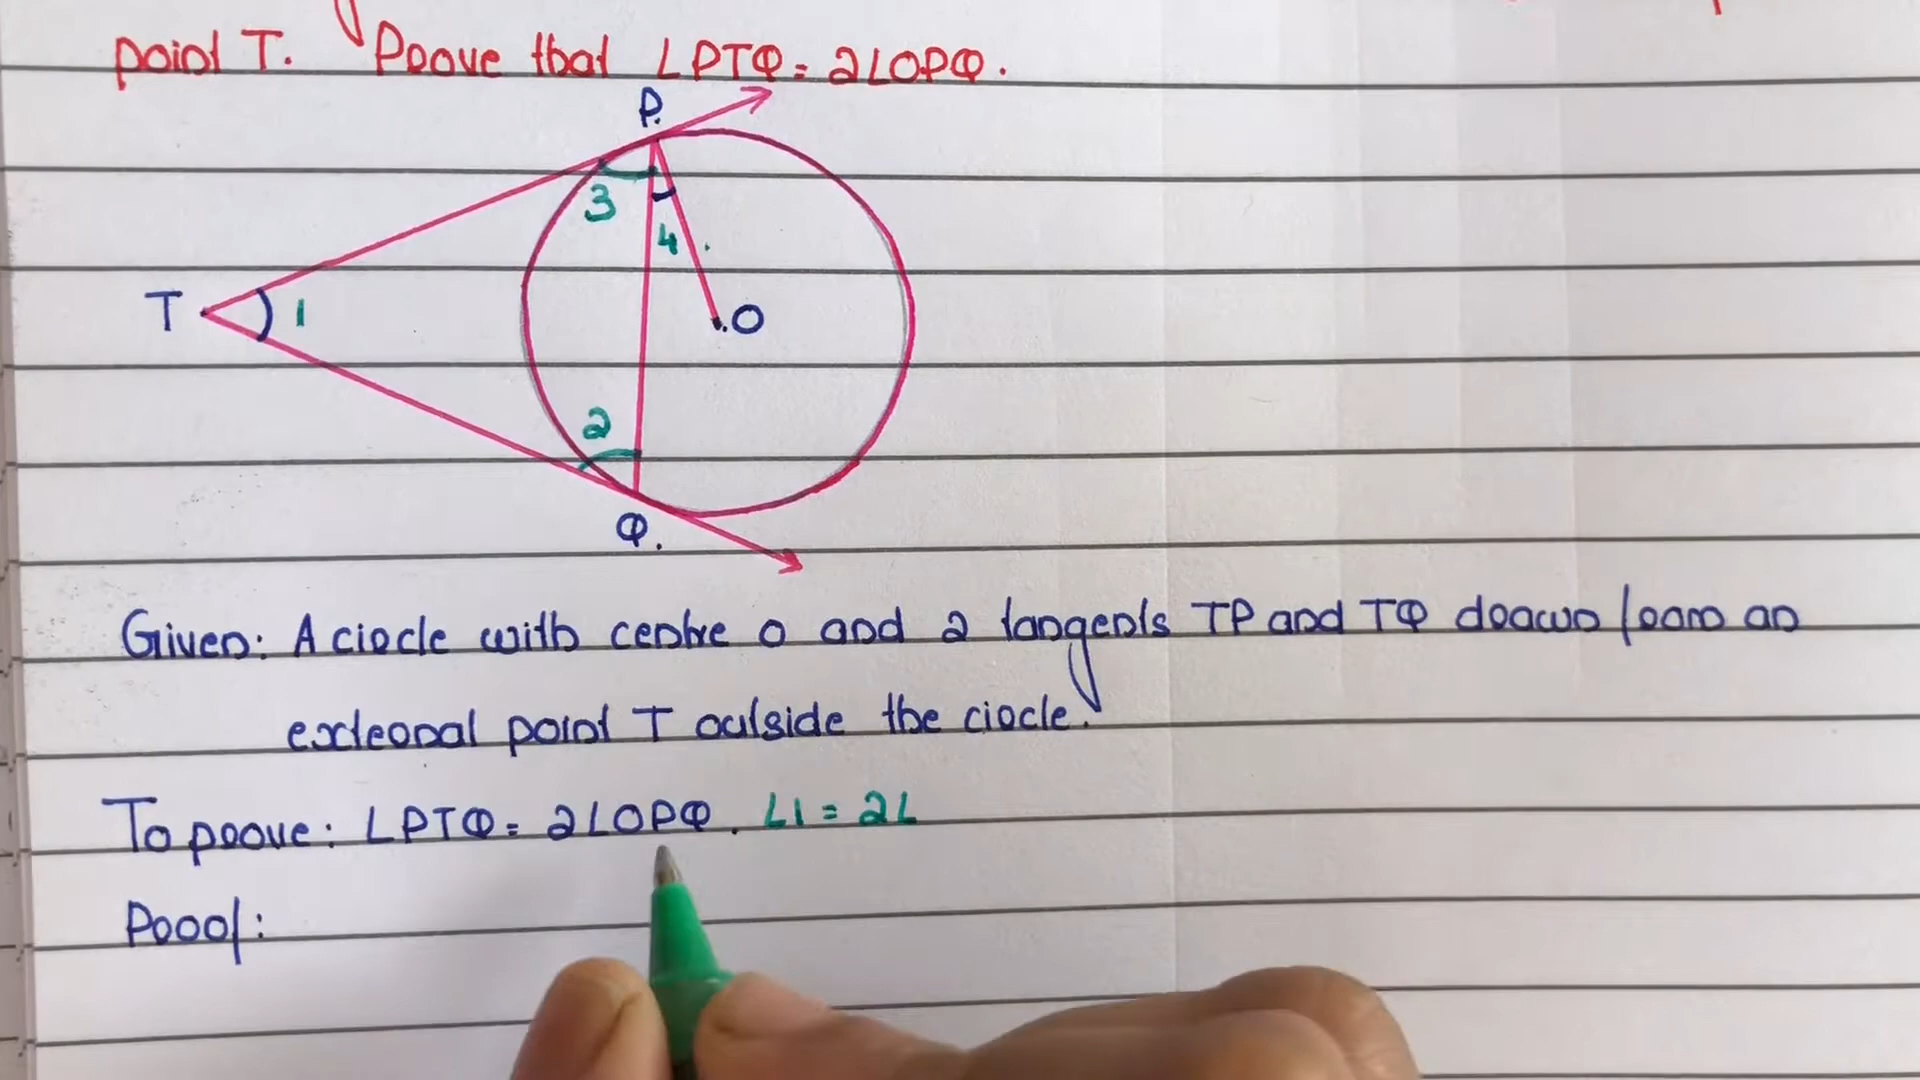 point T. Prove that ∠PTQ = 2∠OPQ.
P.
3
4
T
1
.O
2
Q.
Given: A circle with centre O and 2 tangents TP and TQ drawn from an
external point T outside the circle.
To prove: ∠PTQ = 2∠OPQ. ∠1 = 2∠
Proof: